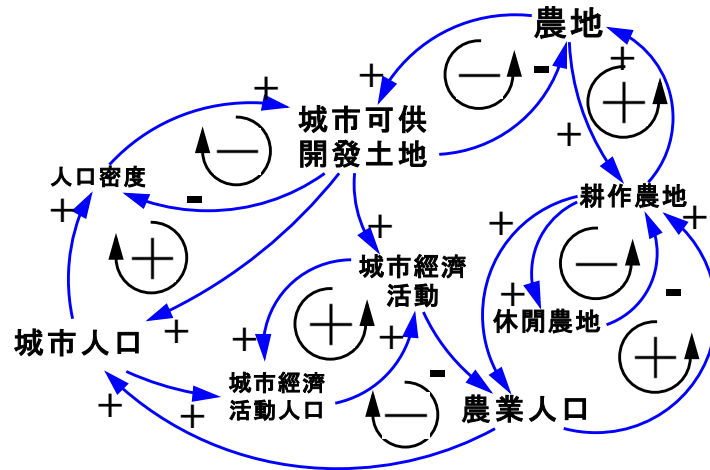 農地
城市可供
開發土地
人口密度
耕作農地
城市經濟
活動
休閒農地
城市人口
城市經濟
活動人口
農業人口